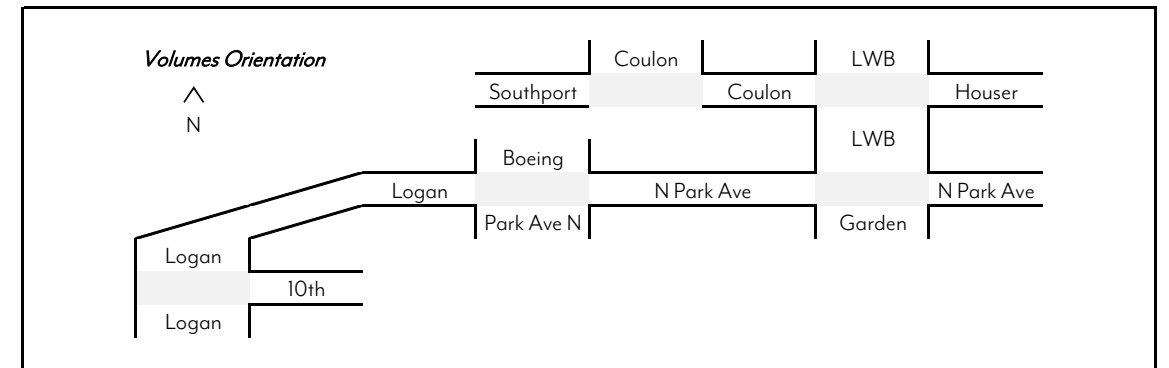 Volumes Orientation
Coulon LWB
Southport Coulon Houser
N
LWB
Boeing
Logan N Park Ave N Park Ave
Park Ave N Garden
Logan
10th
Logan